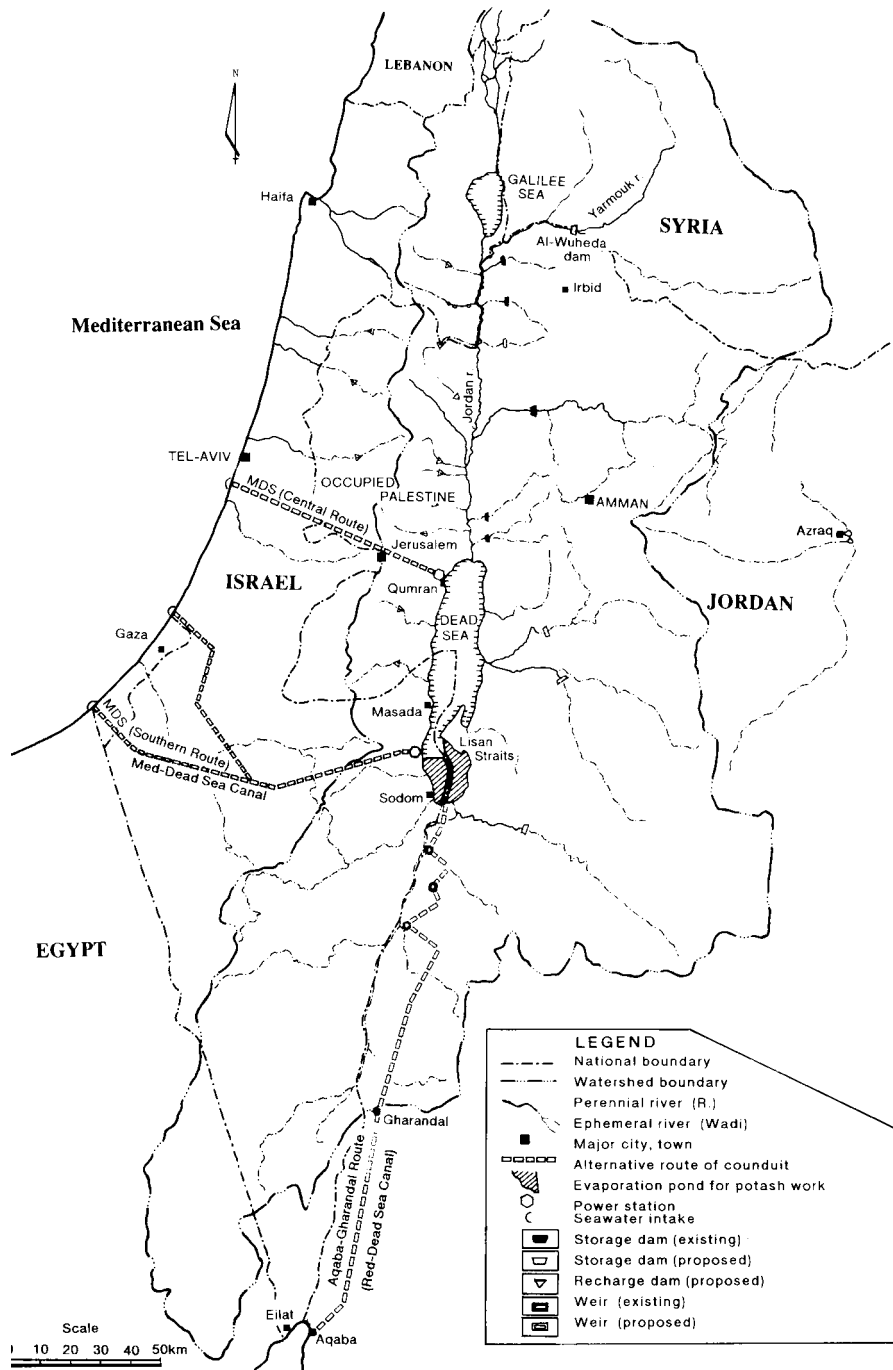 LEBANON
N
GALILEE
SEA
Yarmouk r.
Haifa
SYRIA
Al-Wuheda
dam
Irbid
Mediterranean Sea
Jordan r.
TEL-AVIV
OCCUPIED
PALESTINE
MDS (Central Route)
AMMAN
Azraq
Jerusalem
ISRAEL
Qumran
JORDAN
DEAD
SEA
Gaza
Masada
MDS (Southern Route)
Med-Dead Sea Canal
Lisan
Straits
Sodom
EGYPT
Gharandal
Aqaba-Gharandal Route
(Red-Dead Sea Canal)
Eilat
Aqaba
Scale
0 10 20 30 40 50km
LEGEND
National boundary
Watershed boundary
Perennial river (R.)
Ephemeral river (Wadi)
Major city, town
Alternative route of counduit
Evaporation pond for potash work
Power station
Seawater intake
Storage dam (existing)
Storage dam (proposed)
Recharge dam (proposed)
Weir (existing)
Weir (proposed)